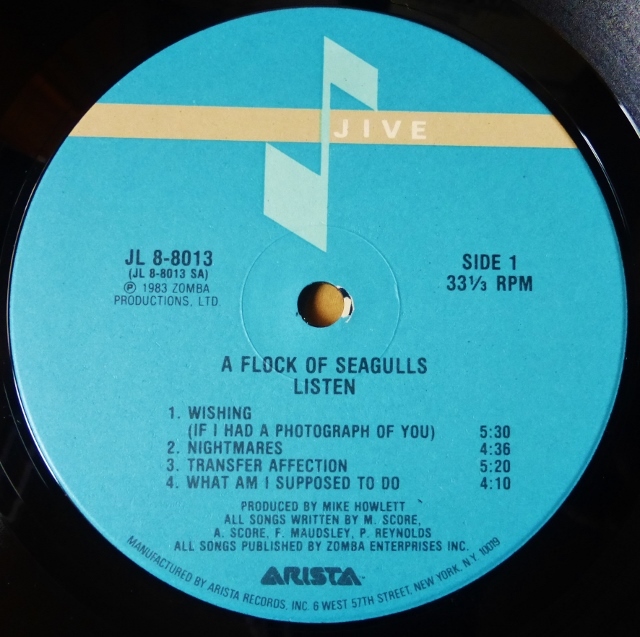 JIVE
JL 8-8013
(JL 8-8013 SA)
℗ 1983 ZOMBA
PRODUCTIONS, LTD.
SIDE 1
33⅓ RPM
A FLOCK OF SEAGULLS
LISTEN
1. WISHING
(IF I HAD A PHOTOGRAPH OF YOU) 5:30
2. NIGHTMARES 4:36
3. TRANSFER AFFECTION 5:20
4. WHAT AM I SUPPOSED TO DO 4:10
PRODUCED BY MIKE HOWLETT
ALL SONGS WRITTEN BY M. SCORE,
A. SCORE, F. MAUDSLEY, P. REYNOLDS
ALL SONGS PUBLISHED BY ZOMBA ENTERPRISES INC.
ARISTA™
MANUFACTURED BY ARISTA RECORDS, INC. 6 WEST 57TH STREET, NEW YORK, N.Y. 10019